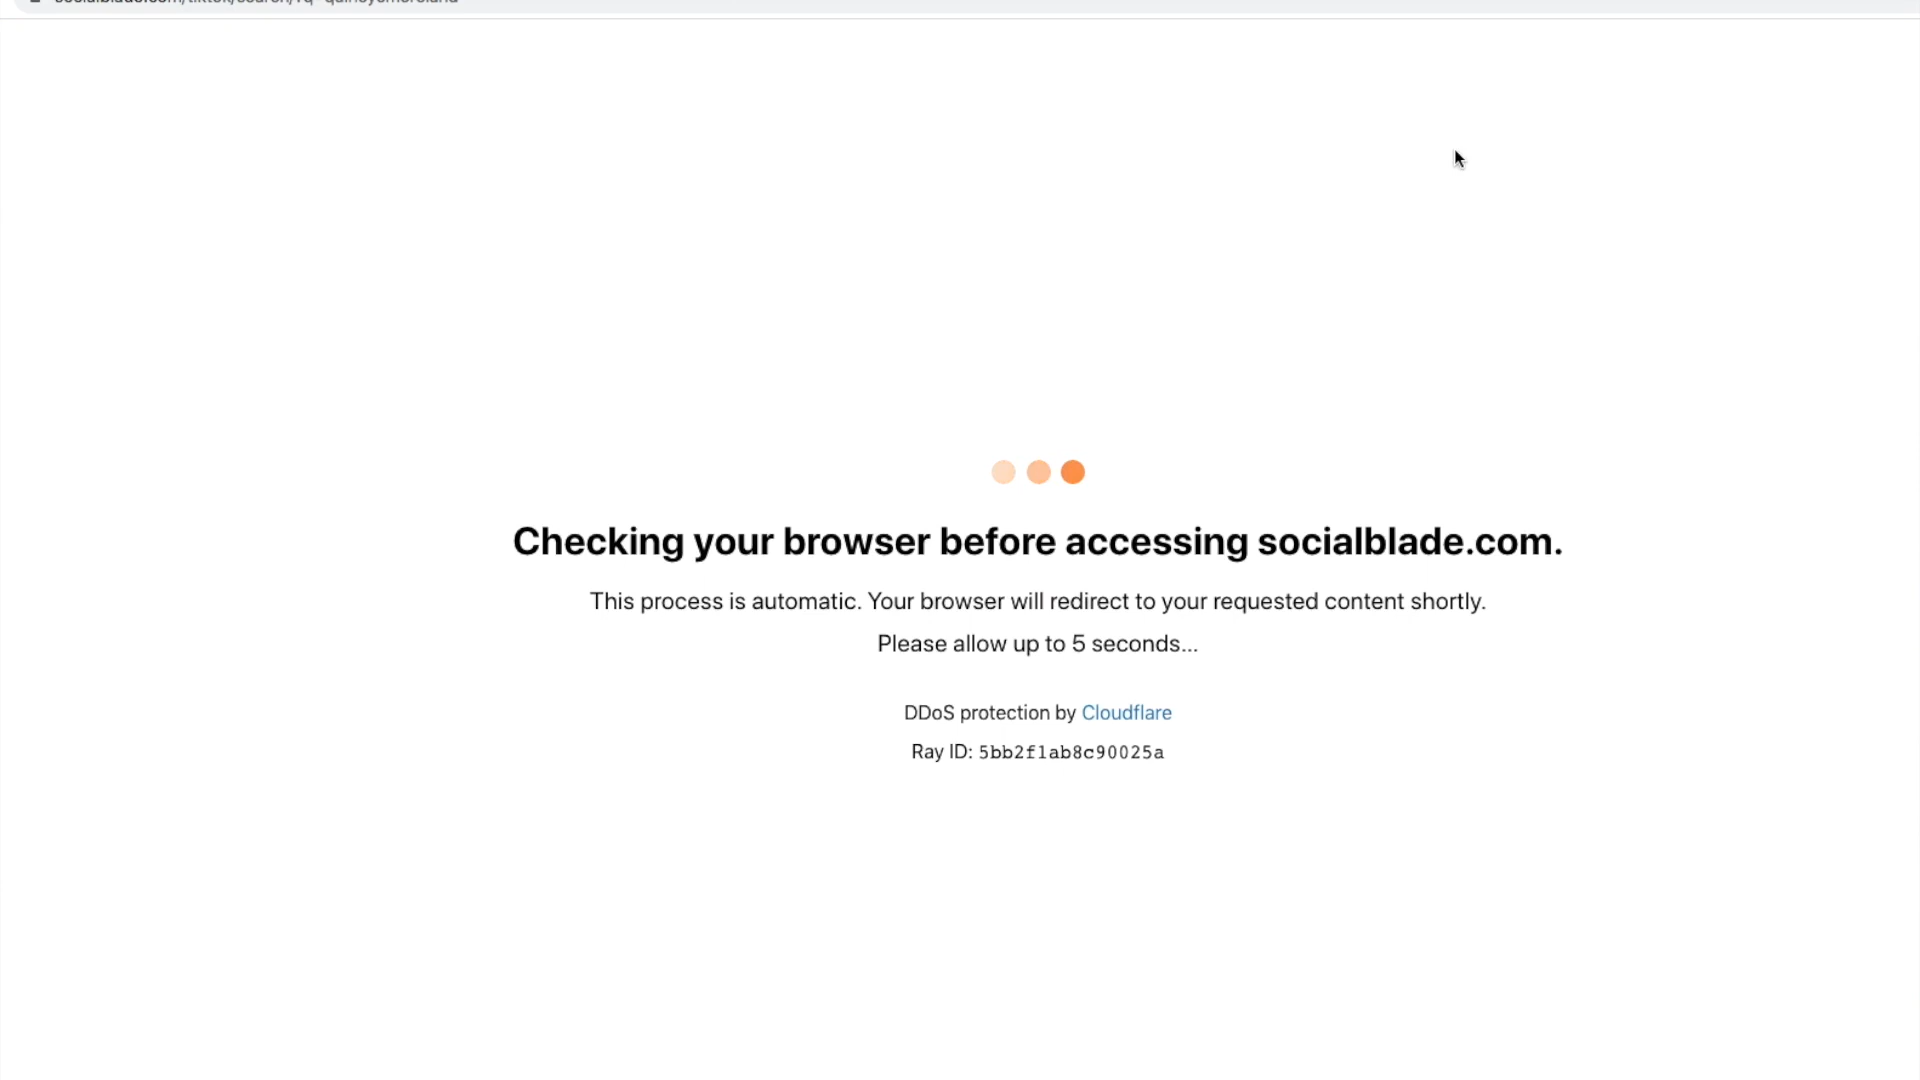 Checking your browser before accessing socialblade.com.
This process is automatic. Your browser will redirect to your requested content shortly.
Please allow up to 5 seconds...
DDoS protection by Cloudflare
Ray ID: 5bb2f1ab8c90025a